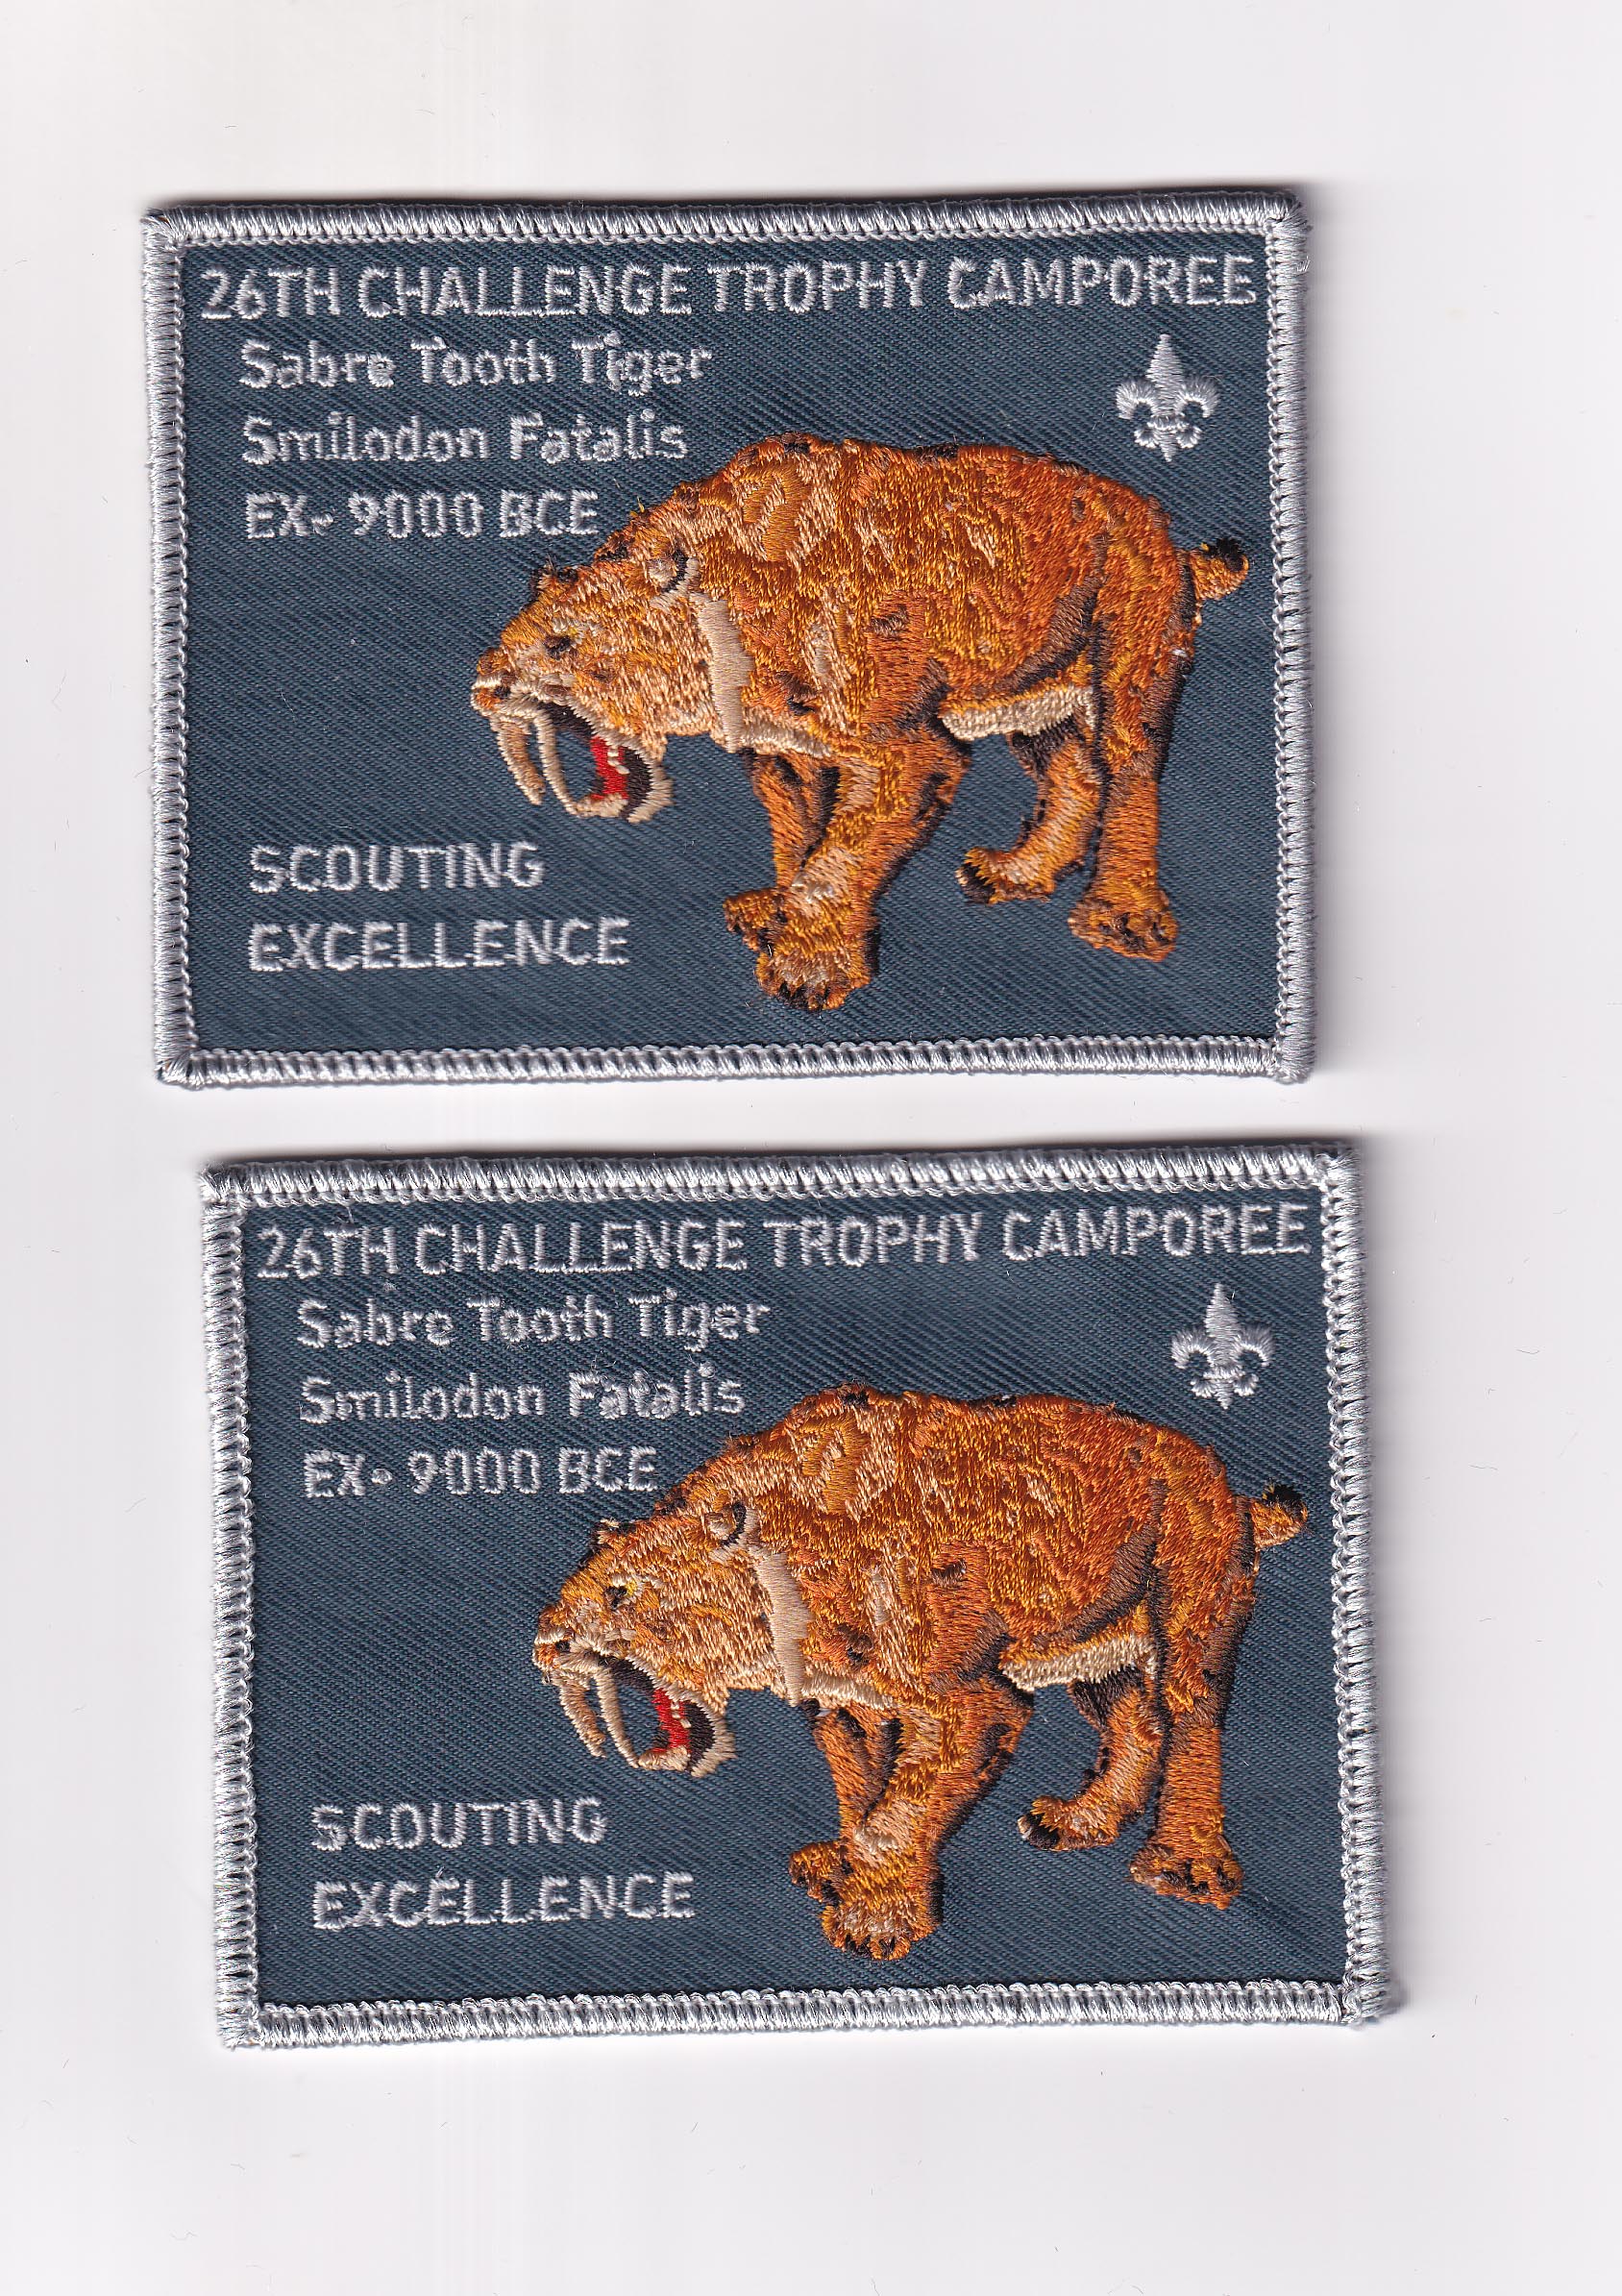 26TH CHALLENGE TROPHY CAMPOREE
Sabre Tooth Tiger
Smilodon Fatalis
EX- 9000 BCE
SCOUTING
EXCELLENCE
26TH CHALLENGE TROPHY CAMPOREE
Sabre Tooth Tiger
Smilodon Fatalis
EX- 9000 BCE
SCOUTING
EXCELLENCE